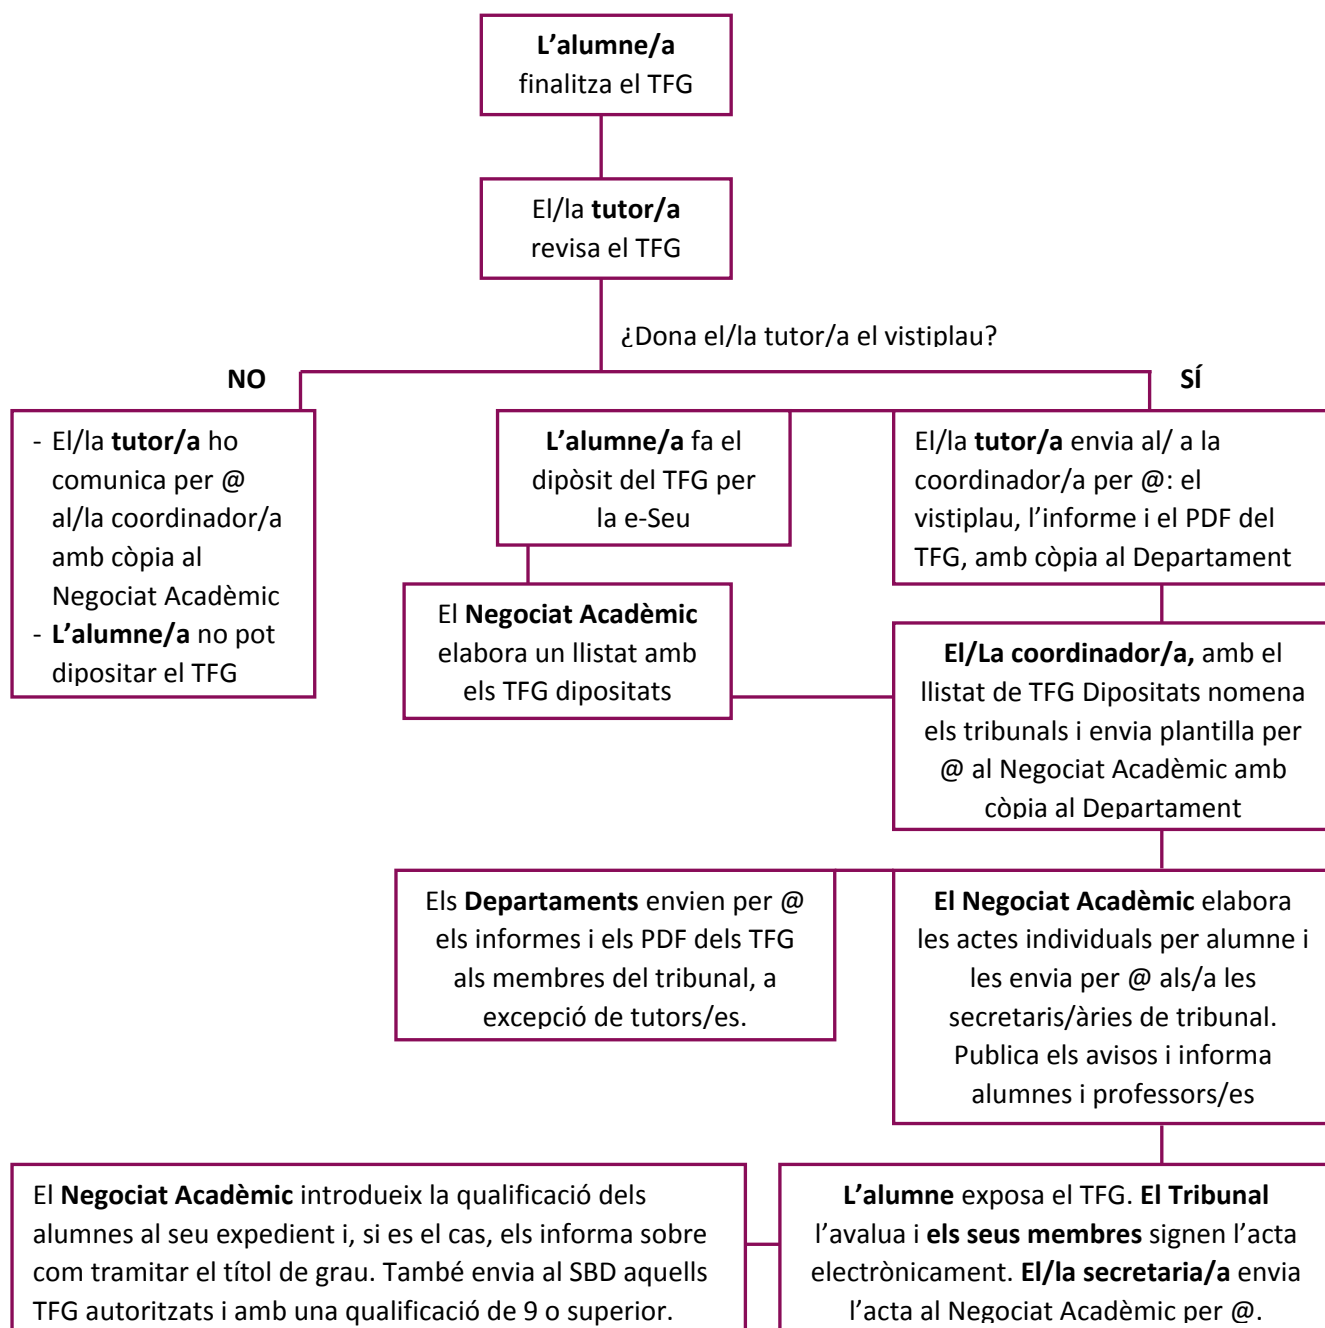 L’alumne/a
finalitza el TFG
El/la tutor/a
revisa el TFG
¿Dona el/la tutor/a el vistiplau?
NO
SÍ
- El/la tutor/a ho
comunica per @
al/la coordinador/a
amb còpia al
Negociat Acadèmic
- L’alumne/a no pot
dipositar el TFG
L’alumne/a fa el
dipòsit del TFG per
la e-Seu
El/la tutor/a envia al/ a la
coordinador/a per @: el
vistiplau, l’informe i el PDF del
TFG, amb còpia al Departament
El Negociat Acadèmic
elabora un llistat amb
els TFG dipositats
El/La coordinador/a, amb el
llistat de TFG Dipositats nomena
els tribunals i envia plantilla per
@ al Negociat Acadèmic amb
còpia al Departament
Els Departaments envien per @
els informes i els PDF dels TFG
als membres del tribunal, a
excepció de tutors/es.
El Negociat Acadèmic elabora
les actes individuals per alumne i
les envia per @ als/a les
secretaris/àries de tribunal.
Publica els avisos i informa
alumnes i professors/es
El Negociat Acadèmic introdueix la qualificació dels
alumnes al seu expedient i, si es el cas, els informa sobre
com tramitar el títol de grau. També envia al SBD aquells
TFG autoritzats i amb una qualificació de 9 o superior.
L’alumne exposa el TFG. El Tribunal
l’avalua i els seus membres signen l’acta
electrònicament. El/la secretaria/a envia
l’acta al Negociat Acadèmic per @.